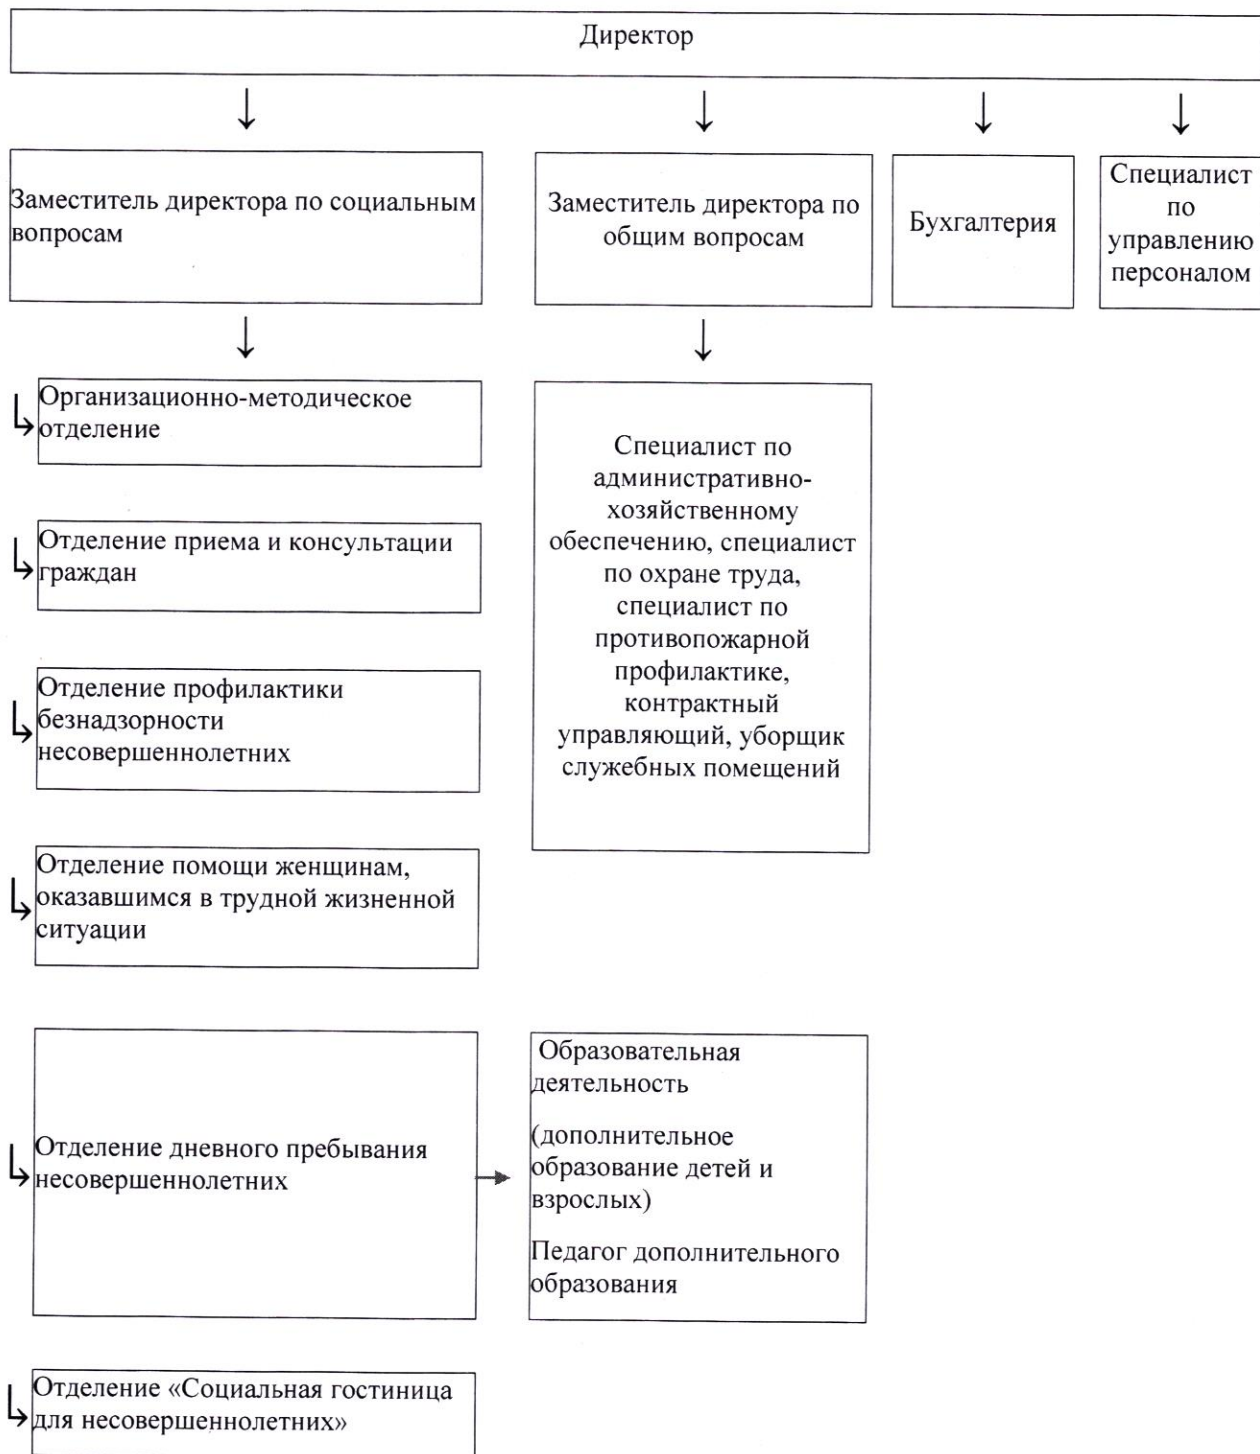 Директор
Заместитель директора по социальным
вопросам
Заместитель директора по
общим вопросам
Бухгалтерия
Специалист
по
управлению
персоналом
Организационно-методическое
отделение
Отделение приема и консультации
граждан
Отделение профилактики
безнадзорности
несовершеннолетних
Отделение помощи женщинам,
оказавшимся в трудной жизненной
ситуации
Специалист по
административно-
хозяйственному
обеспечению, специалист
по охране труда,
специалист по
противопожарной
профилактике,
контрактный
управляющий, уборщик
служебных помещений
Отделение дневного пребывания
несовершеннолетних
Образовательная
деятельность
(дополнительное
образование детей и
взрослых)
Педагог дополнительного
образования
Отделение «Социальная гостиница
для несовершеннолетних»